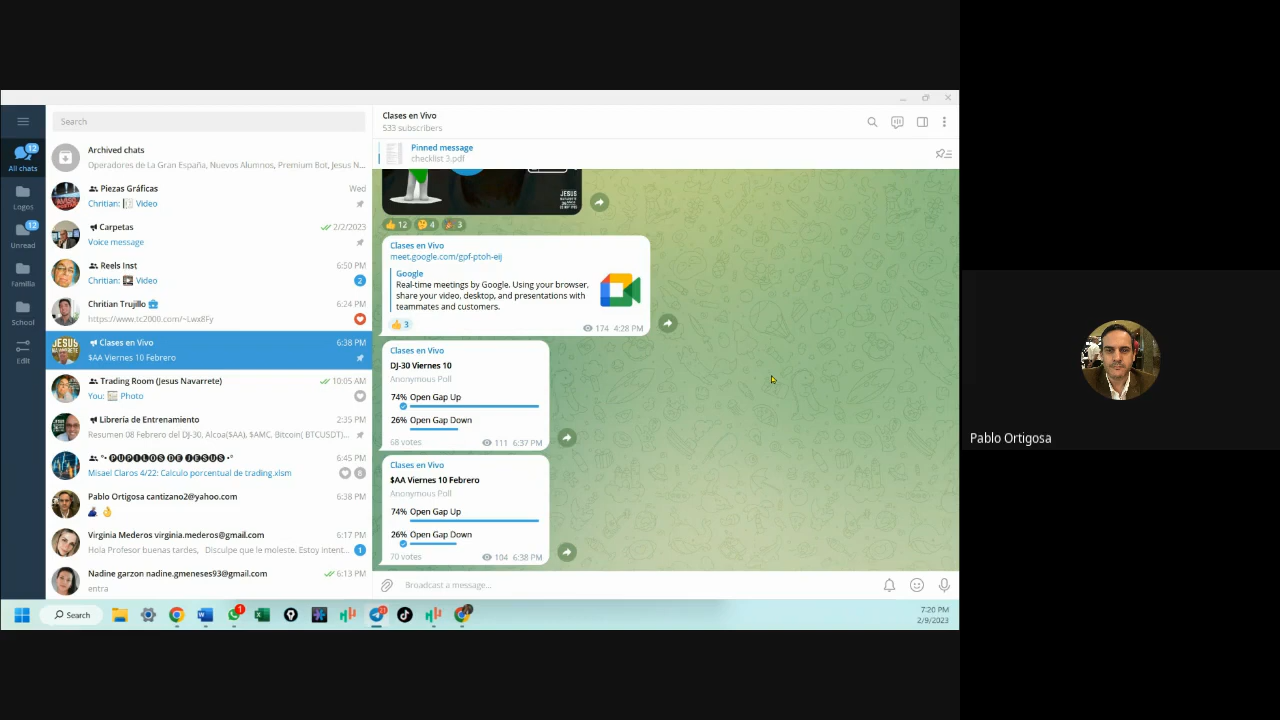 Search
12
All chats
Logos
12
Unread
Familia
School
Edit
Archived chats
Operadores de La Gran España, Nuevos Alumnos, Premium Bot, Jesus N...
Piezas Gráficas
Wed
Chritian: Video
Carpetas
2/2/2023
Voice message
Reels Inst
6:50 PM
Chritian: Video
2
Chritian Trujillo
6:24 PM
https://www.tc2000.com/~Lwx8Fy
Clases en Vivo
6:38 PM
$AA Viernes 10 Febrero
Trading Room (Jesus Navarrete)
10:05 AM
You: Photo
Librería de Entrenamiento
2:35 PM
Resumen 08 Febrero del DJ-30, Alcoa($AA), $AMC, Bitcoin( BTCUSDT)...
°• 🅟🅤🅟🅘🅛🅞🅢 🅓🅔 🅙🅔🅢🅤🅢 •°
6:45 PM
Misael Claros 4/22: Calculo porcentual de trading.xlsm
8
Pablo Ortigosa cantizano2@yahoo.com
6:38 PM
Virginia Mederos virginia.mederos@gmail.com
6:17 PM
Hola Profesor buenas tardes, Disculpe que le moleste. Estoy intent...
1
Nadine garzon nadine.gmeneses93@gmail.com
6:13 PM
entra
Clases en Vivo
533 subscribers
Pinned message
checklist 3.pdf
JESUS
12 4 3
Clases en Vivo
meet.google.com/gpf-ptoh-eij
Google
Real-time meetings by Google. Using your browser,
share your video, desktop, and presentations with
teammates and customers.
3
174 4:28 PM
Clases en Vivo
DJ-30 Viernes 10
Anonymous Poll
74% Open Gap Up
26% Open Gap Down
68 votes
111 6:37 PM
Clases en Vivo
$AA Viernes 10 Febrero
Anonymous Poll
74% Open Gap Up
26% Open Gap Down
70 votes
104 6:38 PM
Broadcast a message...
Search
1
7:20 PM
2/9/2023
Pablo Ortigosa